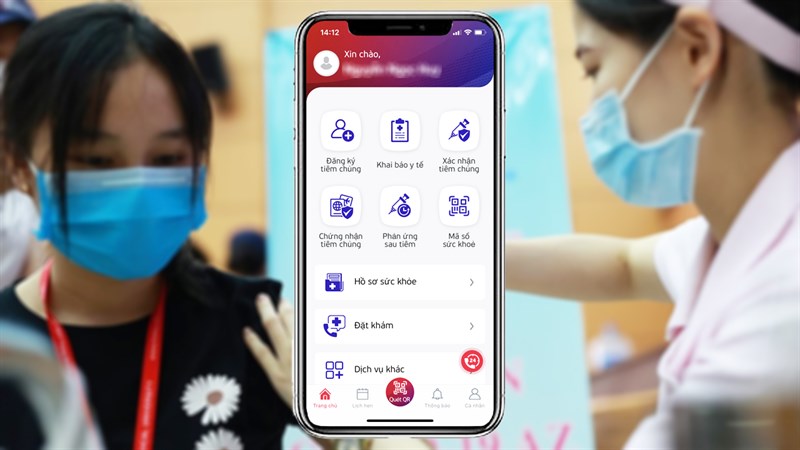 14:12
Xin chào,
Đăng ký
tiêm chủng
Khai báo y tế
Xác nhận
tiêm chủng
Chứng nhận
tiêm chủng
Phản ứng
sau tiêm
Mã số
sức khoẻ
Hồ sơ sức khỏe
Đặt khám
Dịch vụ khác
24
Trang chủ
Lịch hẹn
Quét QR
Thông báo
Cá nhân